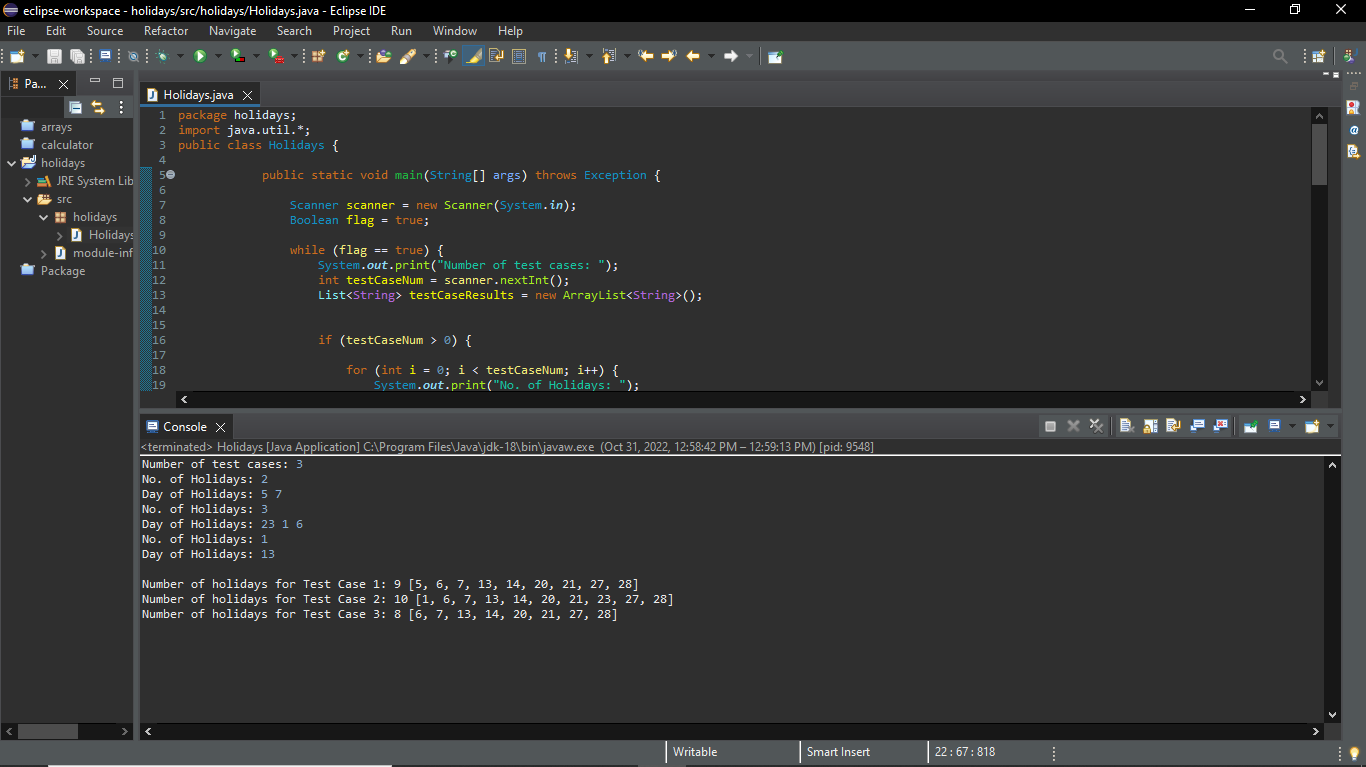 eclipse-workspace - holidays/src/holidays/Holidays.java - Eclipse IDE
File Edit Source Refactor Navigate Search Project Run Window Help
Pa...
Holidays.java
arrays
calculator
holidays
JRE System Lib
src
holidays
Holidays
module-inf
Package
1 package holidays;
2 import java.util.*;
3 public class Holidays {
4
5 public static void main(String[] args) throws Exception {
6
7 Scanner scanner = new Scanner(System.in);
8 Boolean flag = true;
9
10 while (flag == true) {
11 System.out.print("Number of test cases: ");
12 int testCaseNum = scanner.nextInt();
13 List<String> testCaseResults = new ArrayList<String>();
14
15
16 if (testCaseNum > 0) {
17
18 for (int i = 0; i < testCaseNum; i++) {
19 System.out.print("No. of Holidays: ");
Console
<terminated> Holidays [Java Application] C:\Program Files\Java\jdk-18\bin\javaw.exe (Oct 31, 2022, 12:58:42 PM – 12:59:13 PM) [pid: 9548]
Number of test cases: 3
No. of Holidays: 2
Day of Holidays: 5 7
No. of Holidays: 3
Day of Holidays: 23 1 6
No. of Holidays: 1
Day of Holidays: 13
Number of holidays for Test Case 1: 9 [5, 6, 7, 13, 14, 20, 21, 27, 28]
Number of holidays for Test Case 2: 10 [1, 6, 7, 13, 14, 20, 21, 23, 27, 28]
Number of holidays for Test Case 3: 8 [6, 7, 13, 14, 20, 21, 27, 28]
Writable
Smart Insert
22 : 67 : 818